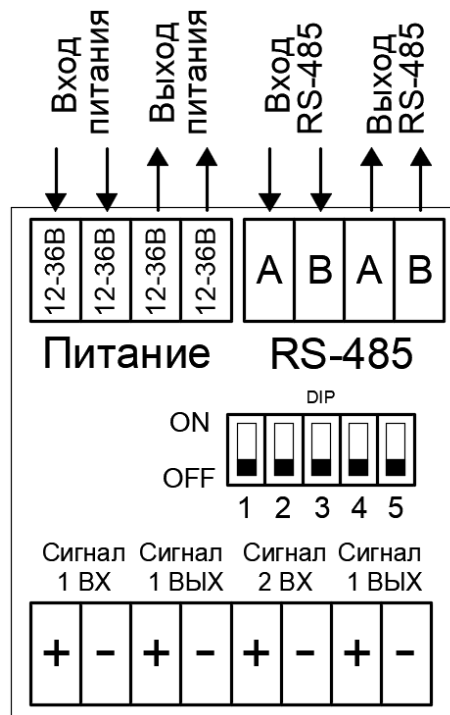 Вход
питания
Выход
питания
Вход
RS-485
Выход
RS-485
12-36В
12-36В
12-36В
12-36В
A
B
A
B
Питание
RS-485
DIP
ON
OFF
1 2 3 4 5
Сигнал
1 ВХ
Сигнал
1 ВЫХ
Сигнал
2 ВХ
Сигнал
1 ВЫХ
+ - + - + - + -